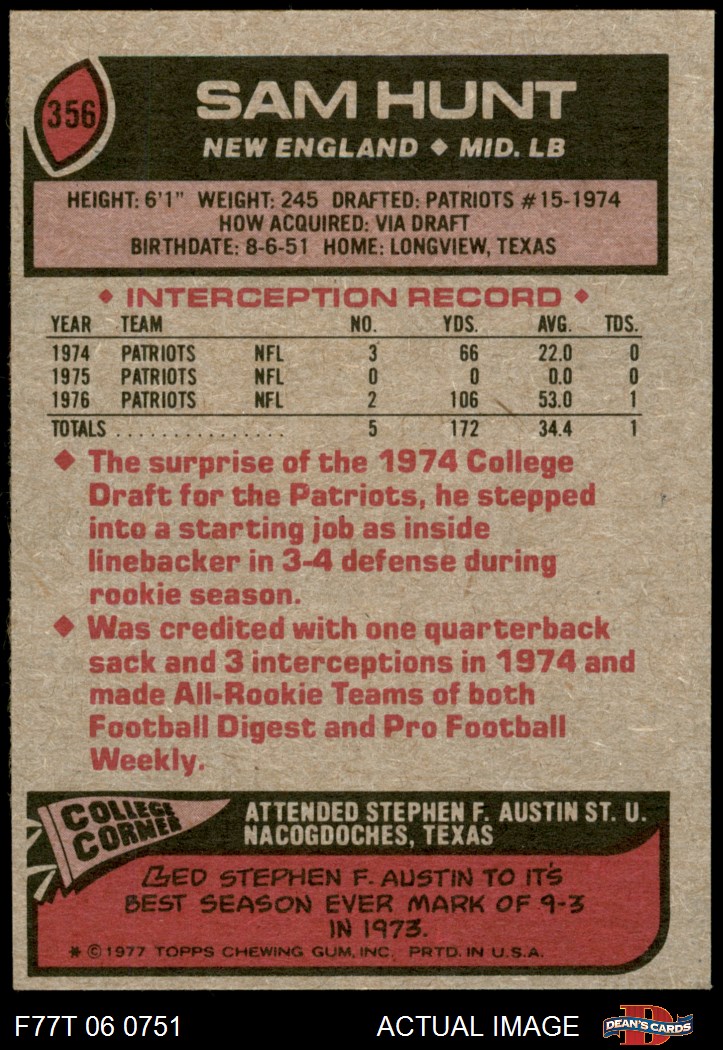 356
SAM HUNT
NEW ENGLAND ♦ MID. LB
HEIGHT: 6'1" WEIGHT: 245 DRAFTED: PATRIOTS #15-1974
HOW ACQUIRED: VIA DRAFT
BIRTHDATE: 8-6-51 HOME: LONGVIEW, TEXAS
♦ INTERCEPTION RECORD ♦
YEAR TEAM NO. YDS. AVG. TDS.
1974 PATRIOTS NFL 3 66 22.0 0
1975 PATRIOTS NFL 0 0 0.0 0
1976 PATRIOTS NFL 2 106 53.0 1
TOTALS . . . . . . . . . . . . . . . . 5 172 34.4 1
♦ The surprise of the 1974 College
Draft for the Patriots, he stepped
into a starting job as inside
linebacker in 3-4 defense during
rookie season.
♦ Was credited with one quarterback
sack and 3 interceptions in 1974 and
made All-Rookie Teams of both
Football Digest and Pro Football
Weekly.
COLLEGE
CORNER
ATTENDED STEPHEN F. AUSTIN ST. U.
NACOGDOCHES, TEXAS
LED STEPHEN F. AUSTIN TO IT'S
BEST SEASON EVER MARK OF 9-3
IN 1973.
* © 1977 TOPPS CHEWING GUM, INC. PRTD. IN U.S.A.
F77T 06 0751 ACTUAL IMAGE
D
DEAN'S CARDS